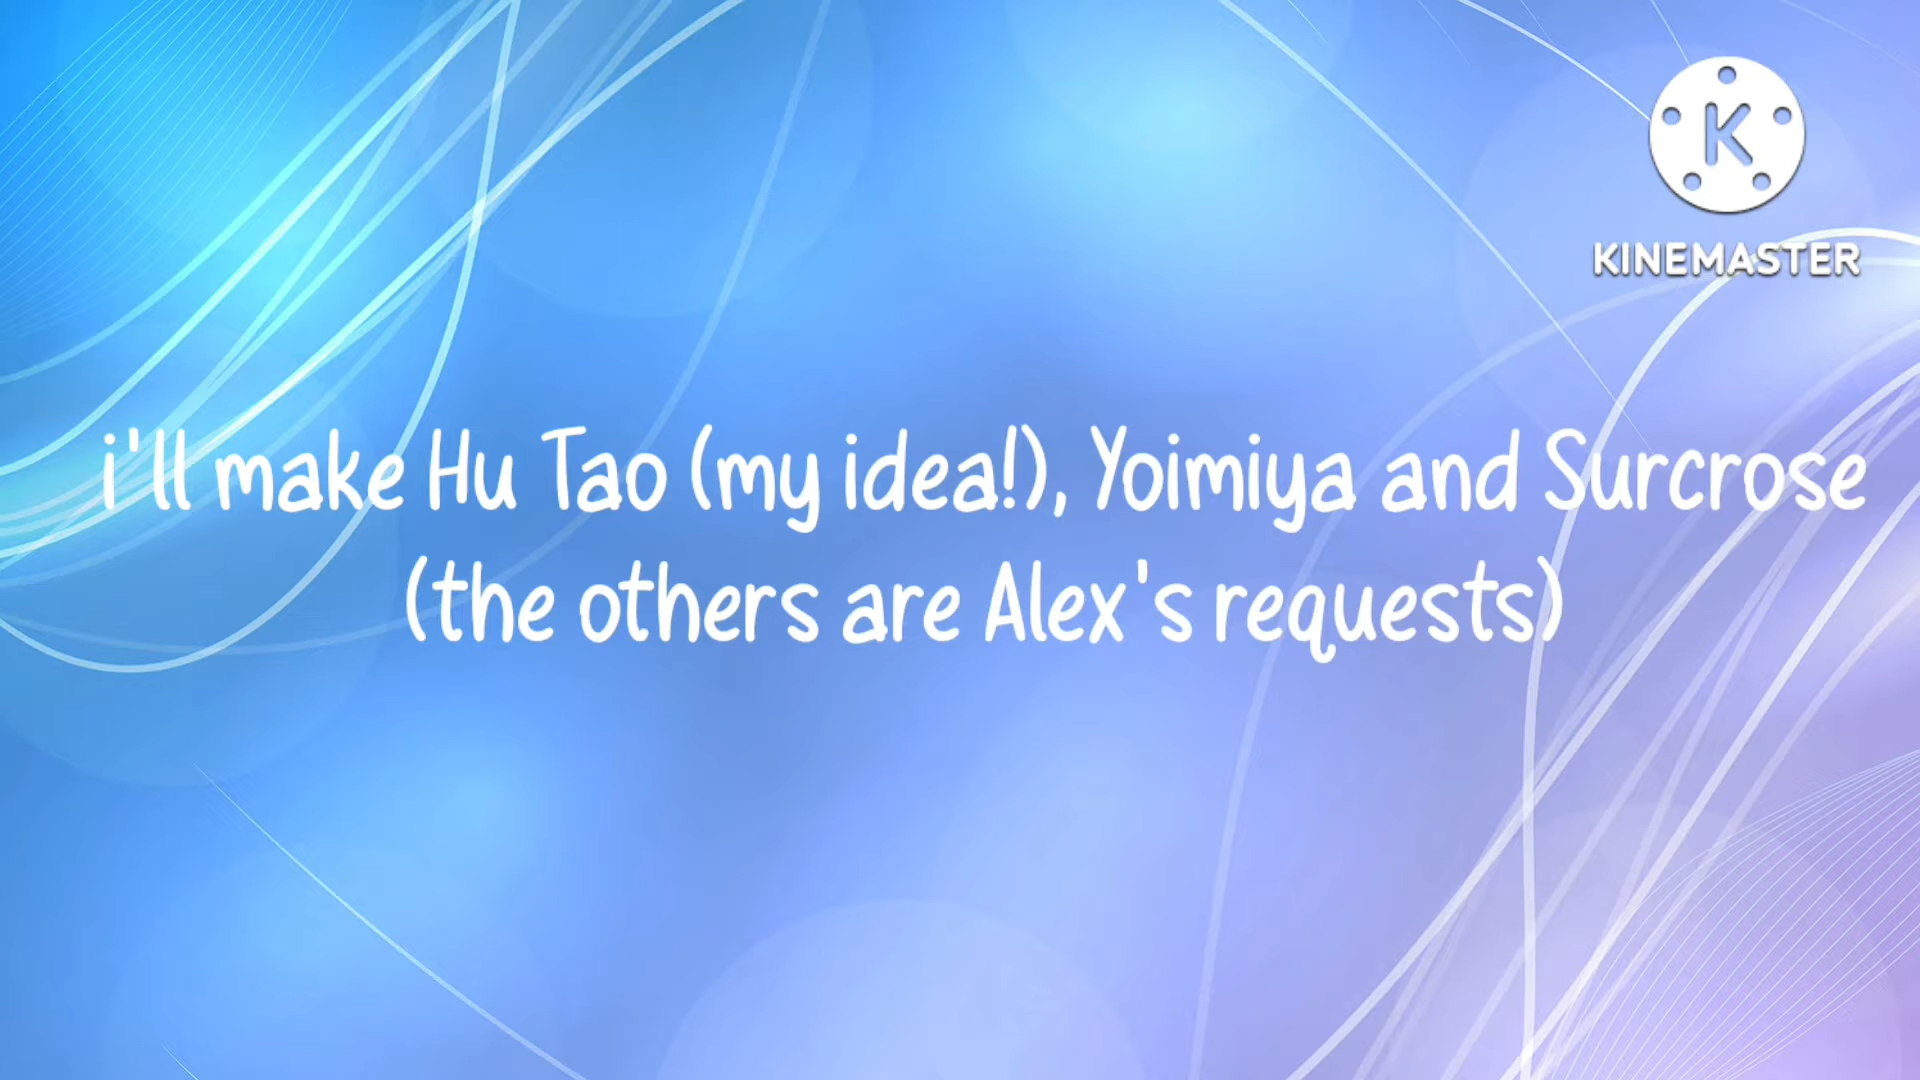 K
KINEMASTER
i'll make Hu Tao (my idea!), Yoimiya and Surcrose
(the others are Alex's requests)